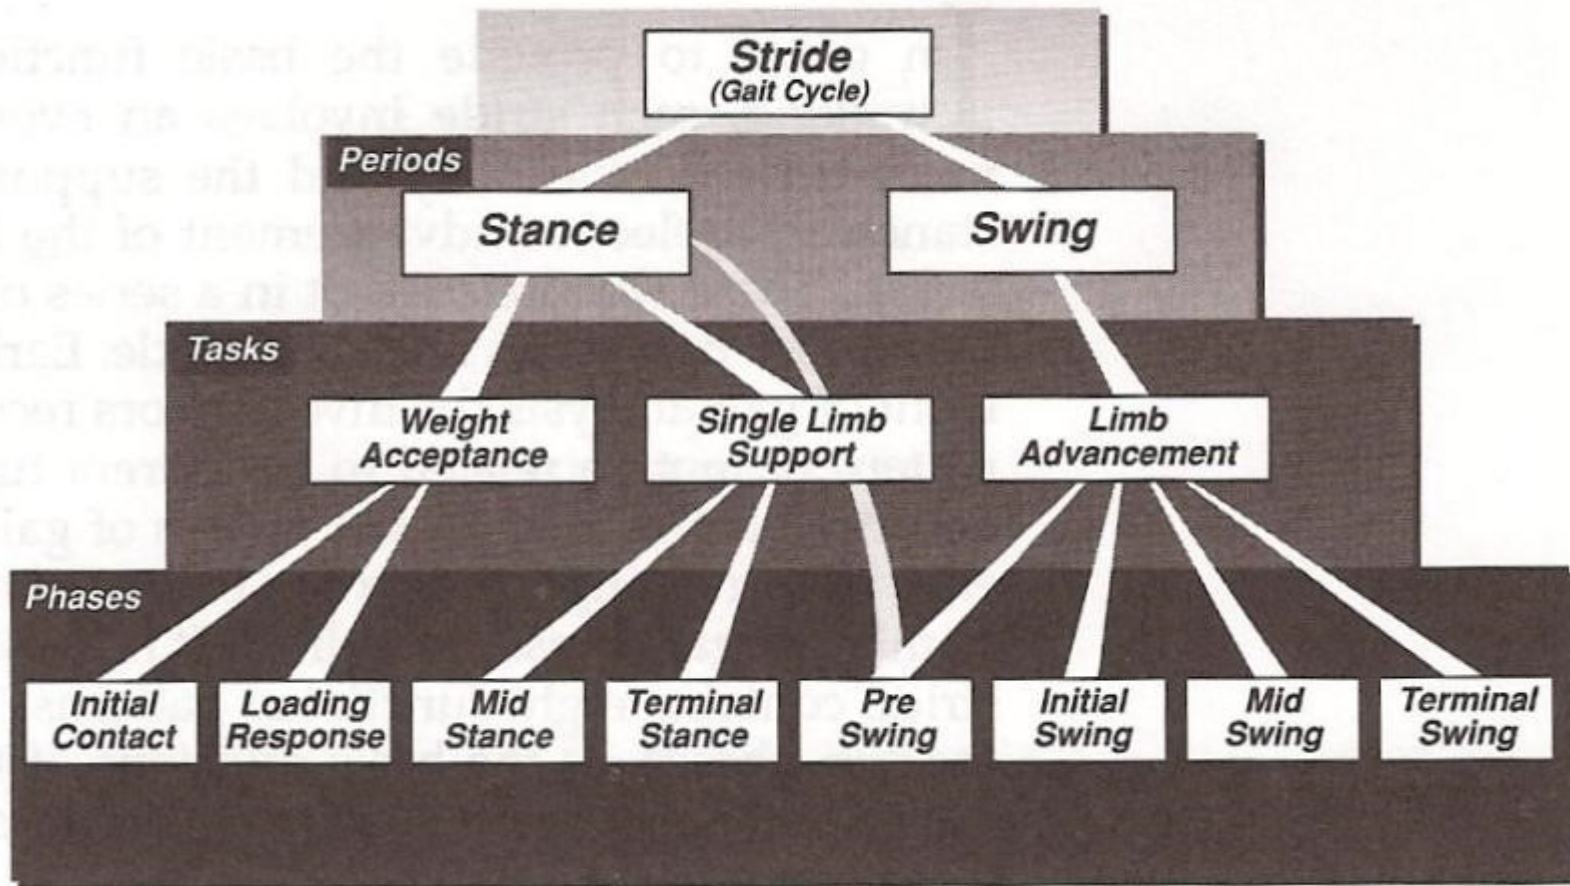 Stride
(Gait Cycle)
Periods
Stance
Swing
Tasks
Weight
Acceptance
Single Limb
Support
Limb
Advancement
Phases
Initial
Contact
Loading
Response
Mid
Stance
Terminal
Stance
Pre
Swing
Initial
Swing
Mid
Swing
Terminal
Swing